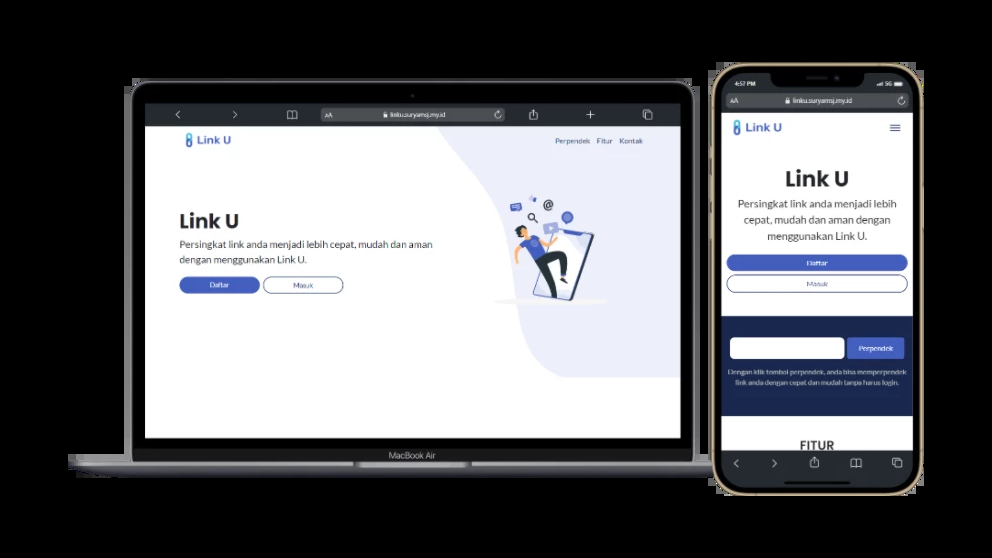 AA linku.suryamsj.my.id
Link U
Perpendek Fitur Kontak
Link U
Persingkat link anda menjadi lebih cepat, mudah dan aman
dengan menggunakan Link U.
Daftar Masuk
@
MacBook Air
4:57 PM 5G
AA linku.suryamsj.my.id
Link U
Link U
Persingkat link anda menjadi lebih
cepat, mudah dan aman dengan
menggunakan Link U.
Daftar
Masuk
Perpendek
Dengan klik tombol perpendek, anda bisa memperpendek
link anda dengan cepat dan mudah tanpa harus login.
FITUR